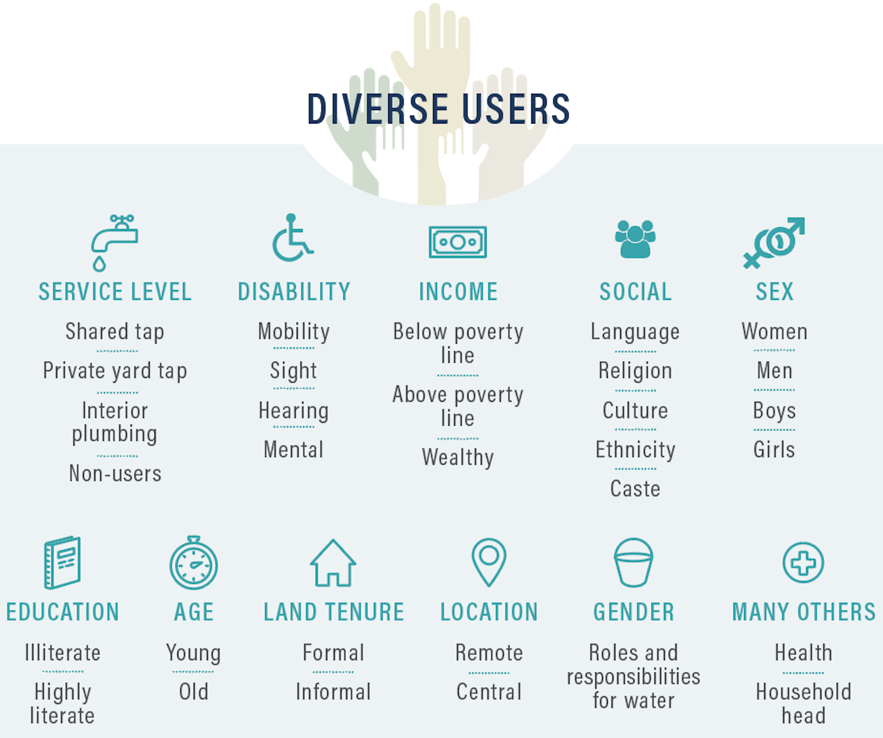 DIVERSE USERS
SERVICE LEVEL
Shared tap
Private yard tap
Interior
plumbing
Non-users
DISABILITY
Mobility
Sight
Hearing
Mental
INCOME
Below poverty
line
Above poverty
line
Wealthy
SOCIAL
Language
Religion
Culture
Ethnicity
Caste
SEX
Women
Men
Boys
Girls
EDUCATION
Illiterate
Highly
literate
AGE
Young
Old
LAND TENURE
Formal
Informal
LOCATION
Remote
Central
GENDER
Roles and
responsibilities
for water
MANY OTHERS
Health
Household
head